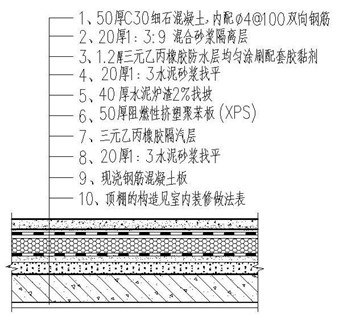 1、50厚C30细石混凝土，内配ϕ4@100双向钢筋
2、20厚1：3：9 混合砂浆隔离层
3、1.2厚三元乙丙橡胶防水层均匀涂刷配套胶黏剂
4、20厚1：3水泥砂浆找平
5、40厚水泥炉渣2%找坡
6、50厚阻燃性挤塑聚苯板(XPS)
7、三元乙丙橡胶隔汽层
8、20厚1：3水泥砂浆找平
9、现浇钢筋混凝土板
10、顶棚的构造见室内装修做法表